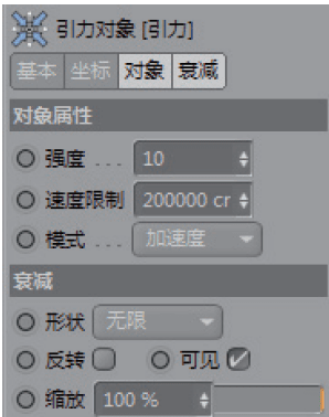 引力对象 [引力]
基本 坐标 对象 衰减
对象属性
强度 . . . 10
速度限制 200000 cr
模式 . . . 加速度
衰减
形状 无限
反转 可见
缩放 100 %